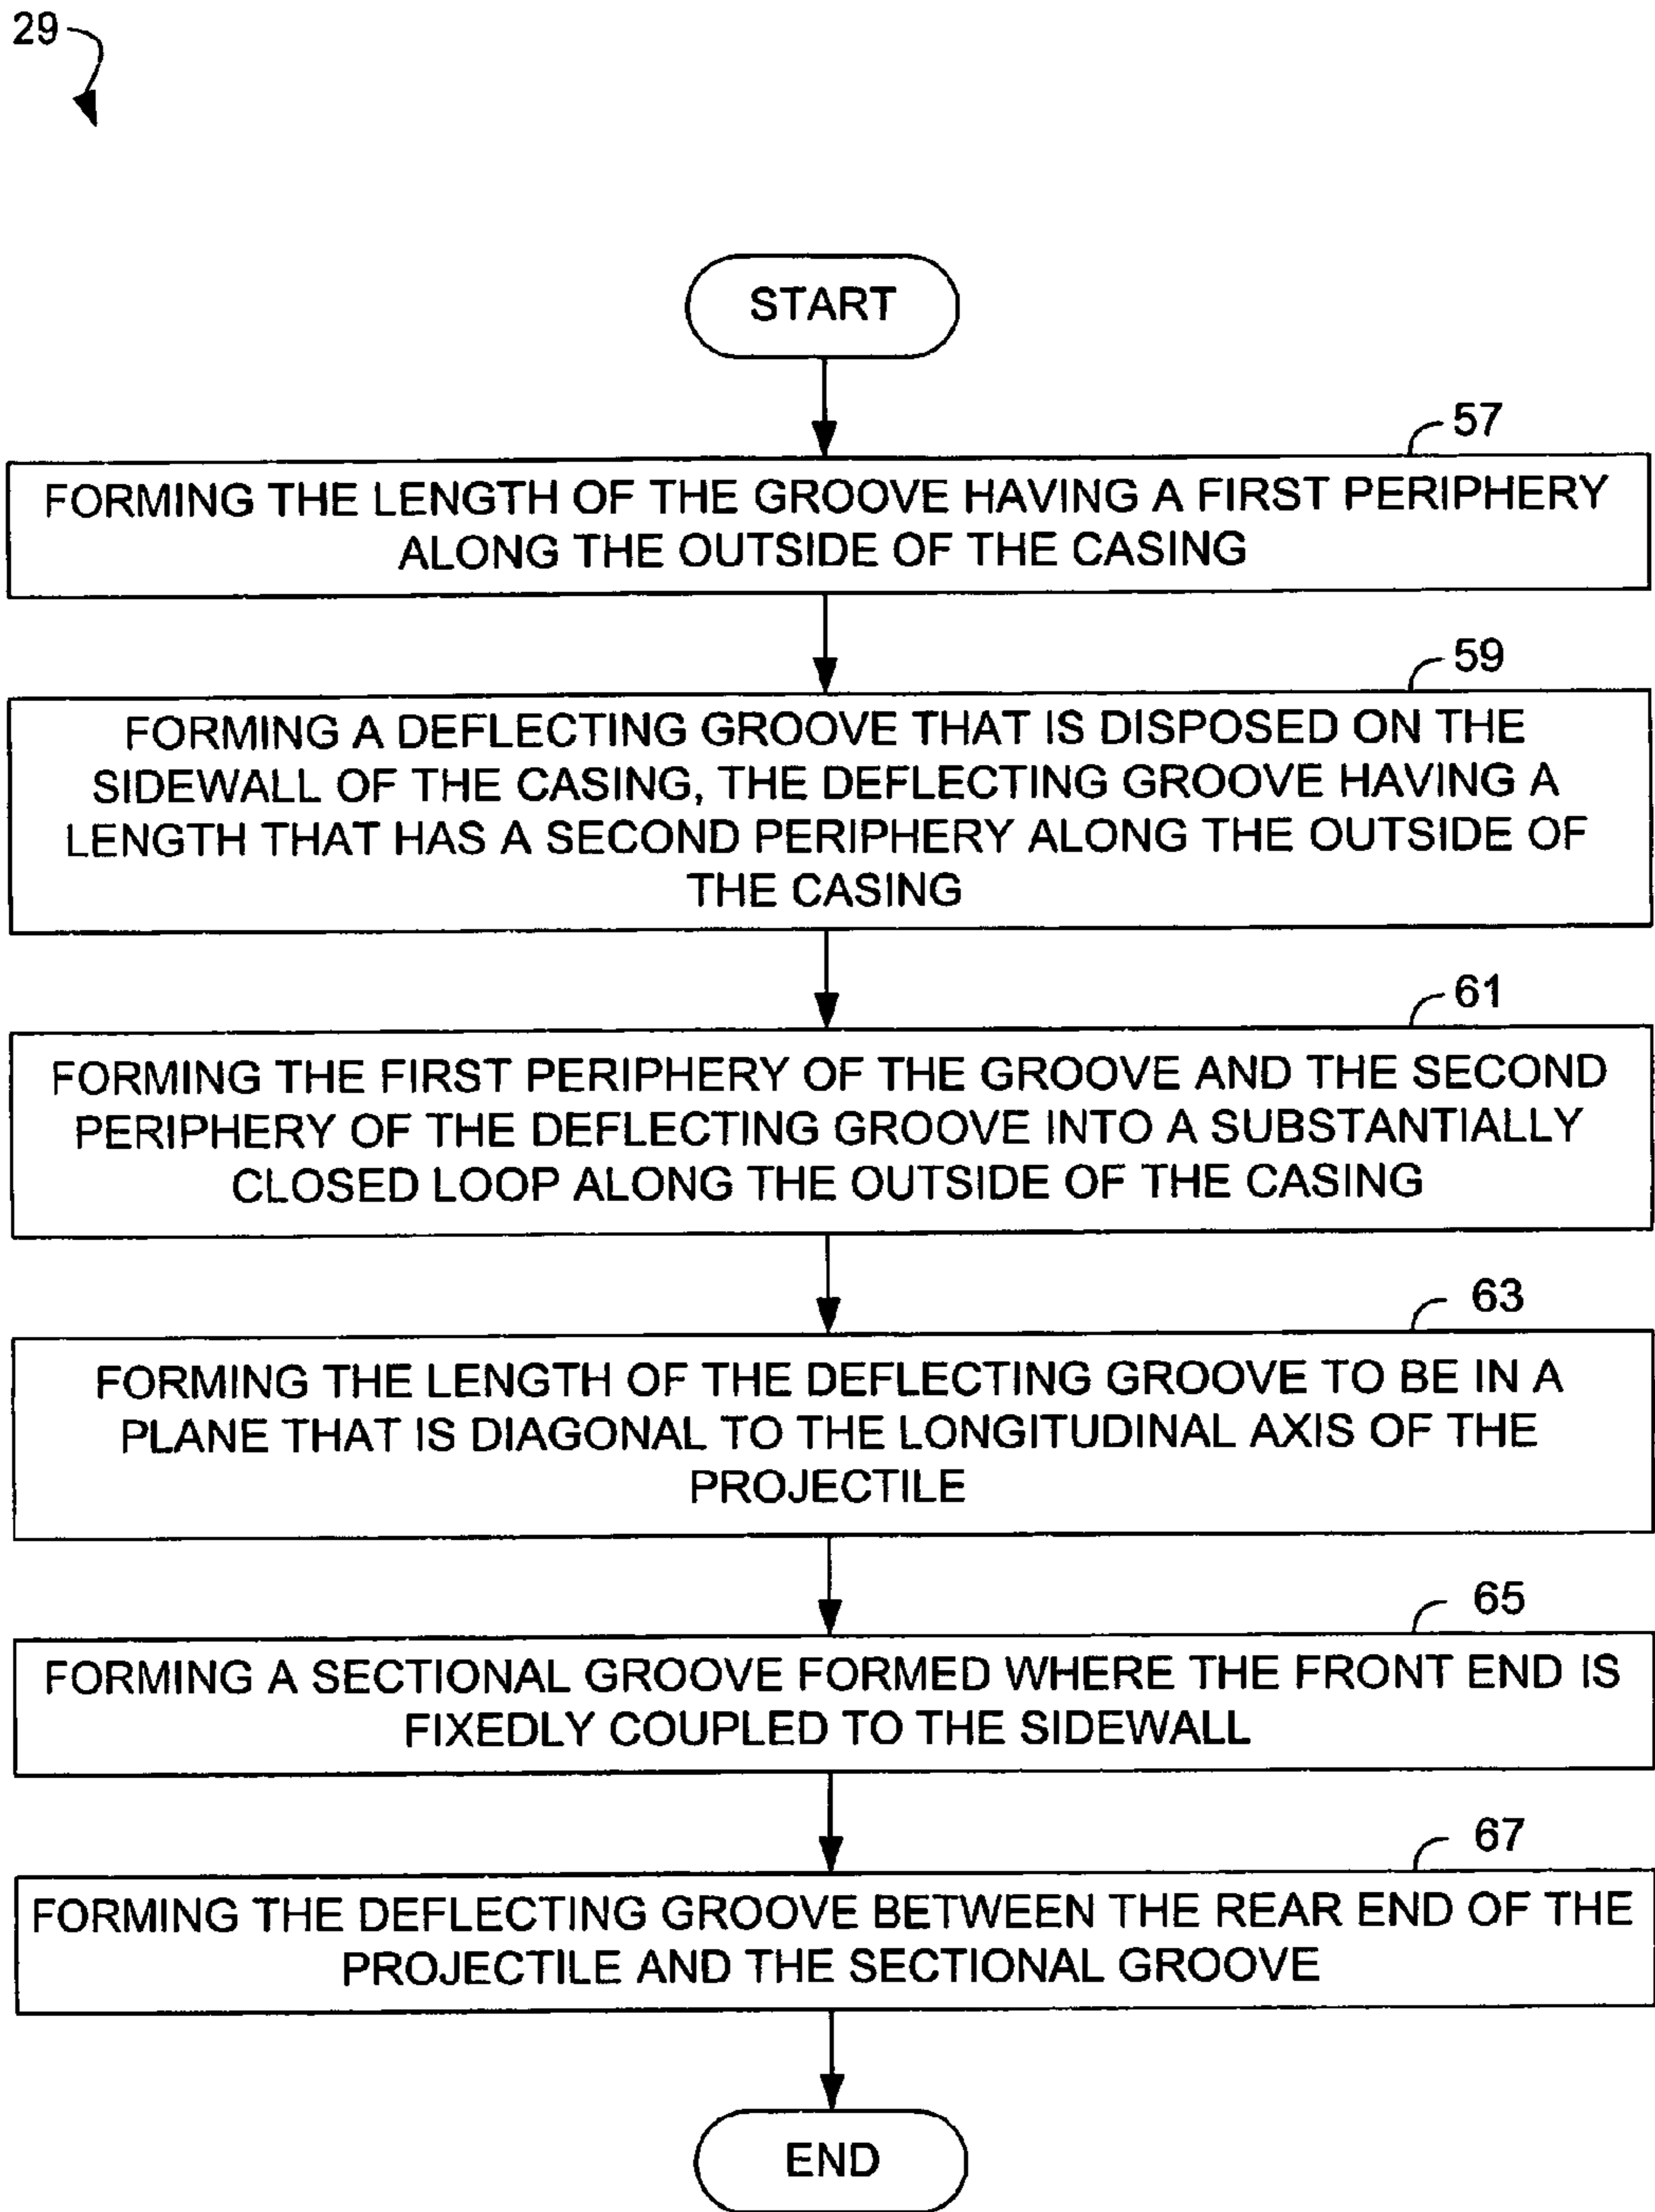 29
START
57
FORMING THE LENGTH OF THE GROOVE HAVING A FIRST PERIPHERY
ALONG THE OUTSIDE OF THE CASING
59
FORMING A DEFLECTING GROOVE THAT IS DISPOSED ON THE
SIDEWALL OF THE CASING, THE DEFLECTING GROOVE HAVING A
LENGTH THAT HAS A SECOND PERIPHERY ALONG THE OUTSIDE OF
THE CASING
61
FORMING THE FIRST PERIPHERY OF THE GROOVE AND THE SECOND
PERIPHERY OF THE DEFLECTING GROOVE INTO A SUBSTANTIALLY
CLOSED LOOP ALONG THE OUTSIDE OF THE CASING
63
FORMING THE LENGTH OF THE DEFLECTING GROOVE TO BE IN A
PLANE THAT IS DIAGONAL TO THE LONGITUDINAL AXIS OF THE
PROJECTILE
65
FORMING A SECTIONAL GROOVE FORMED WHERE THE FRONT END IS
FIXEDLY COUPLED TO THE SIDEWALL
67
FORMING THE DEFLECTING GROOVE BETWEEN THE REAR END OF THE
PROJECTILE AND THE SECTIONAL GROOVE
END